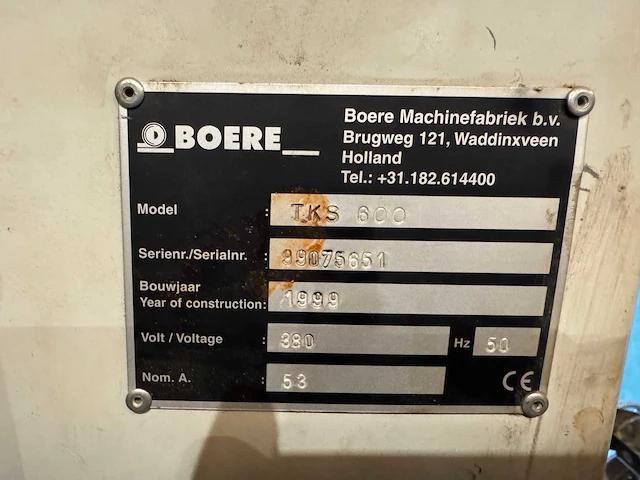 BOERE
Boere Machinefabriek b.v.
Brugweg 121, Waddinxveen
Holland
Tel.: +31.182.614400
Model : TKS 600
Serienr./Serialnr. : 99075651
Bouwjaar
Year of construction: 1999
Volt / Voltage : 380 Hz 50
Nom. A. : 53
CE